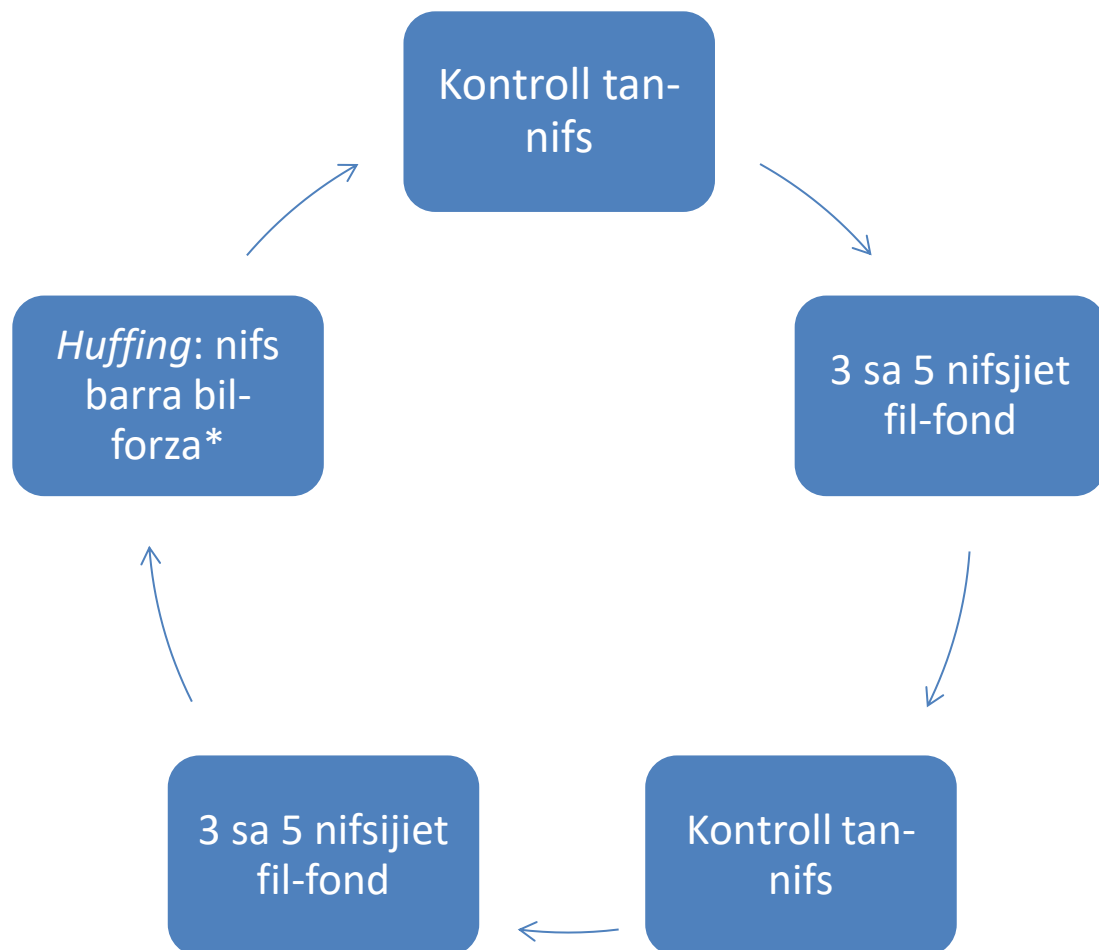 Kontroll tan-
nifs
3 sa 5 nifsjiet
fil-fond
Kontroll tan-
nifs
3 sa 5 nifsijiet
fil-fond
Huffing: nifs
barra bil-
forza*